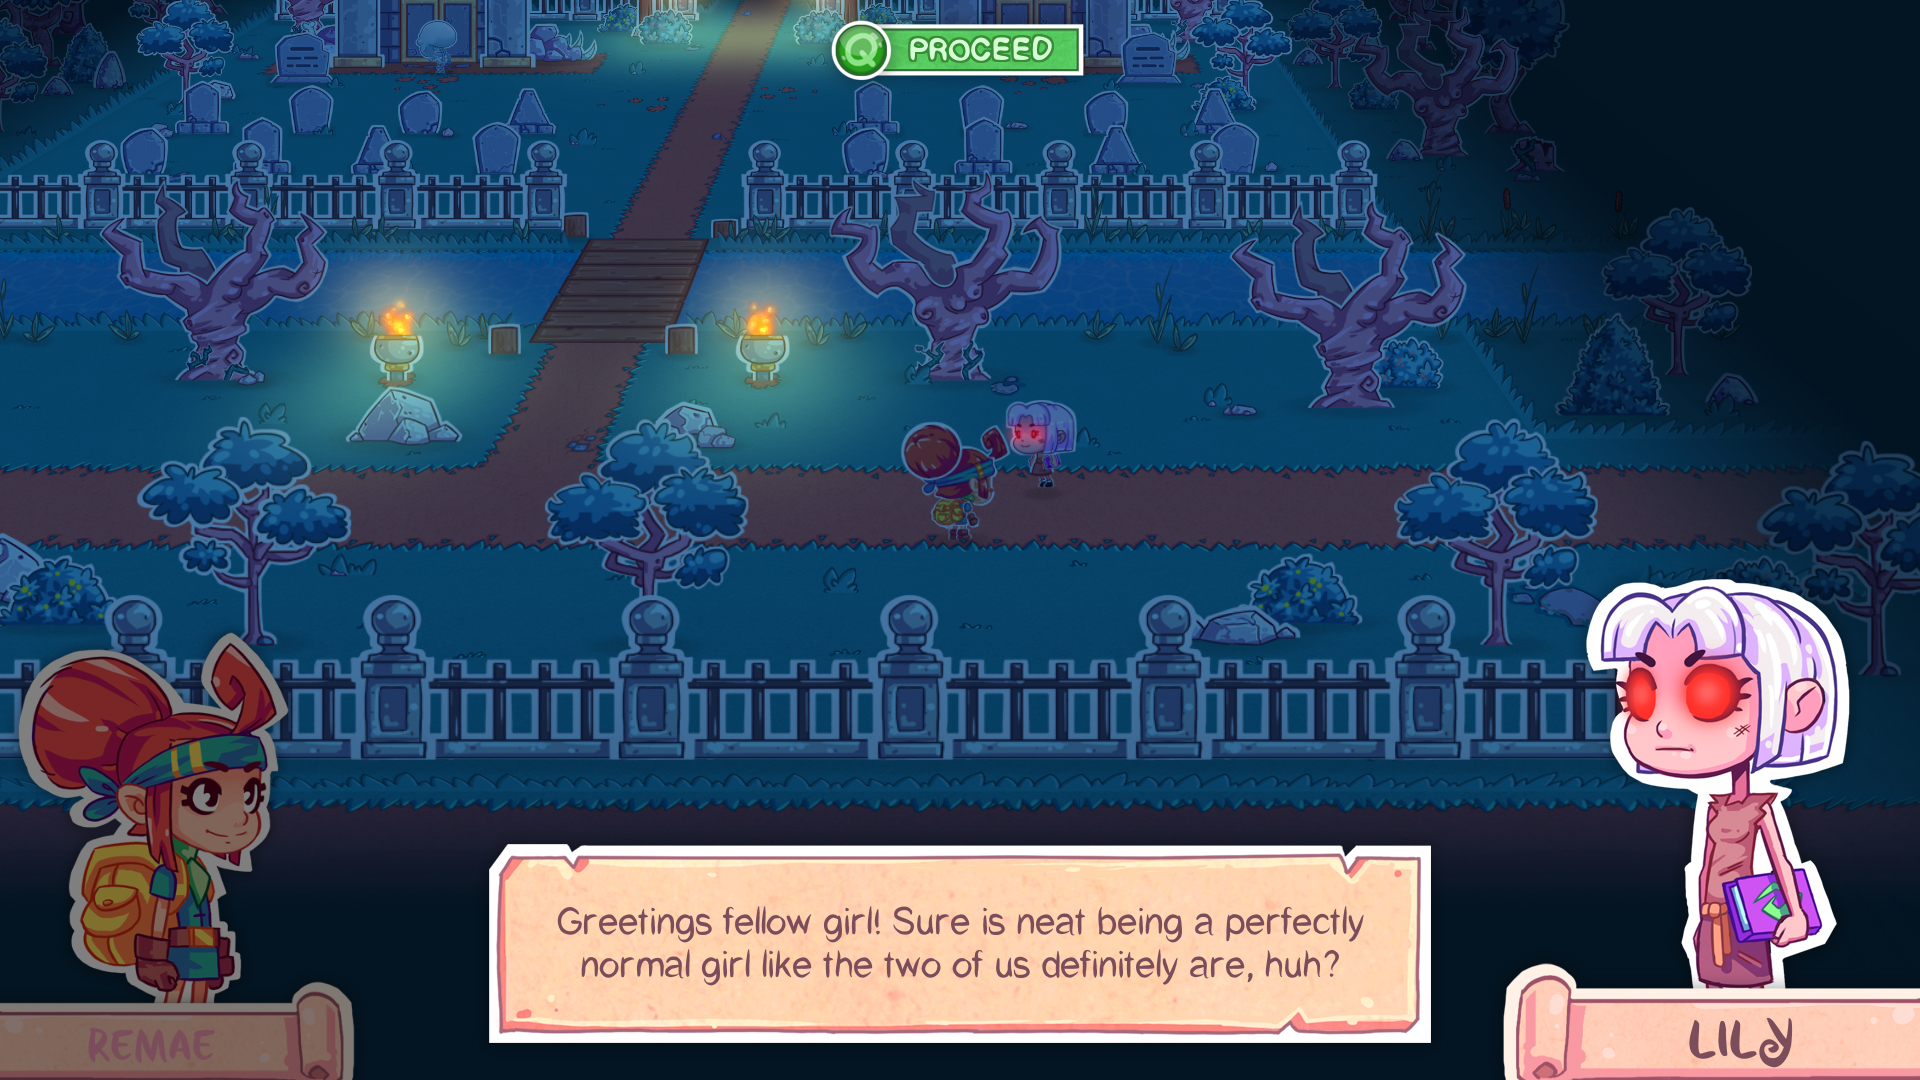 Q PROCEED
Greetings fellow girl! Sure is neat being a perfectly
normal girl like the two of us definitely are, huh?
REMAE
LILY